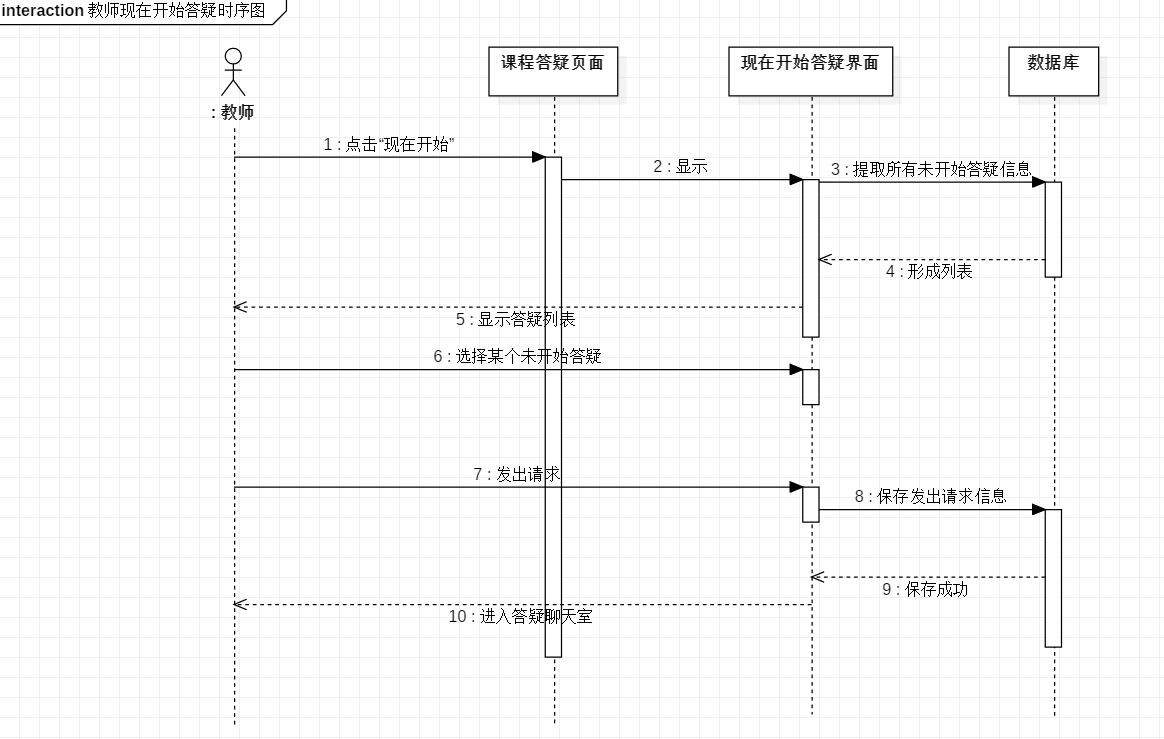 interaction 教师现在开始答疑时序图
课程答疑页面
现在开始答疑界面
数据库
: 教师
1 : 点击“现在开始”
2 : 显示
3 : 提取所有未开始答疑信息
4 : 形成列表
5 : 显示答疑列表
6 : 选择某个未开始答疑
7 : 发出请求
8 : 保存发出请求信息
9 : 保存成功
10 : 进入答疑聊天室